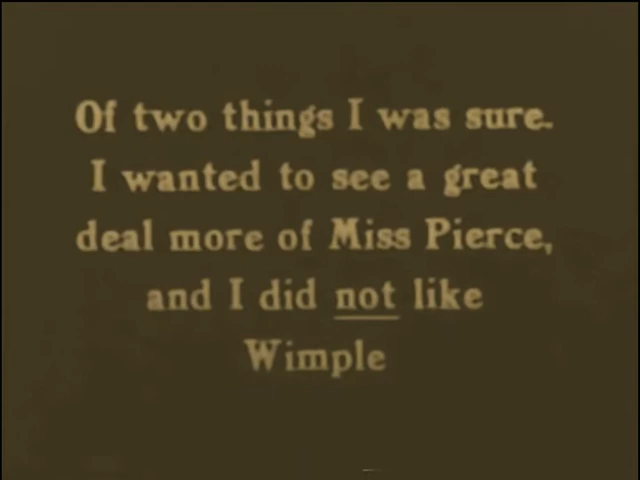 Of two things I was sure.
I wanted to see a great
deal more of Miss Pierce,
and I did not like
Wimple